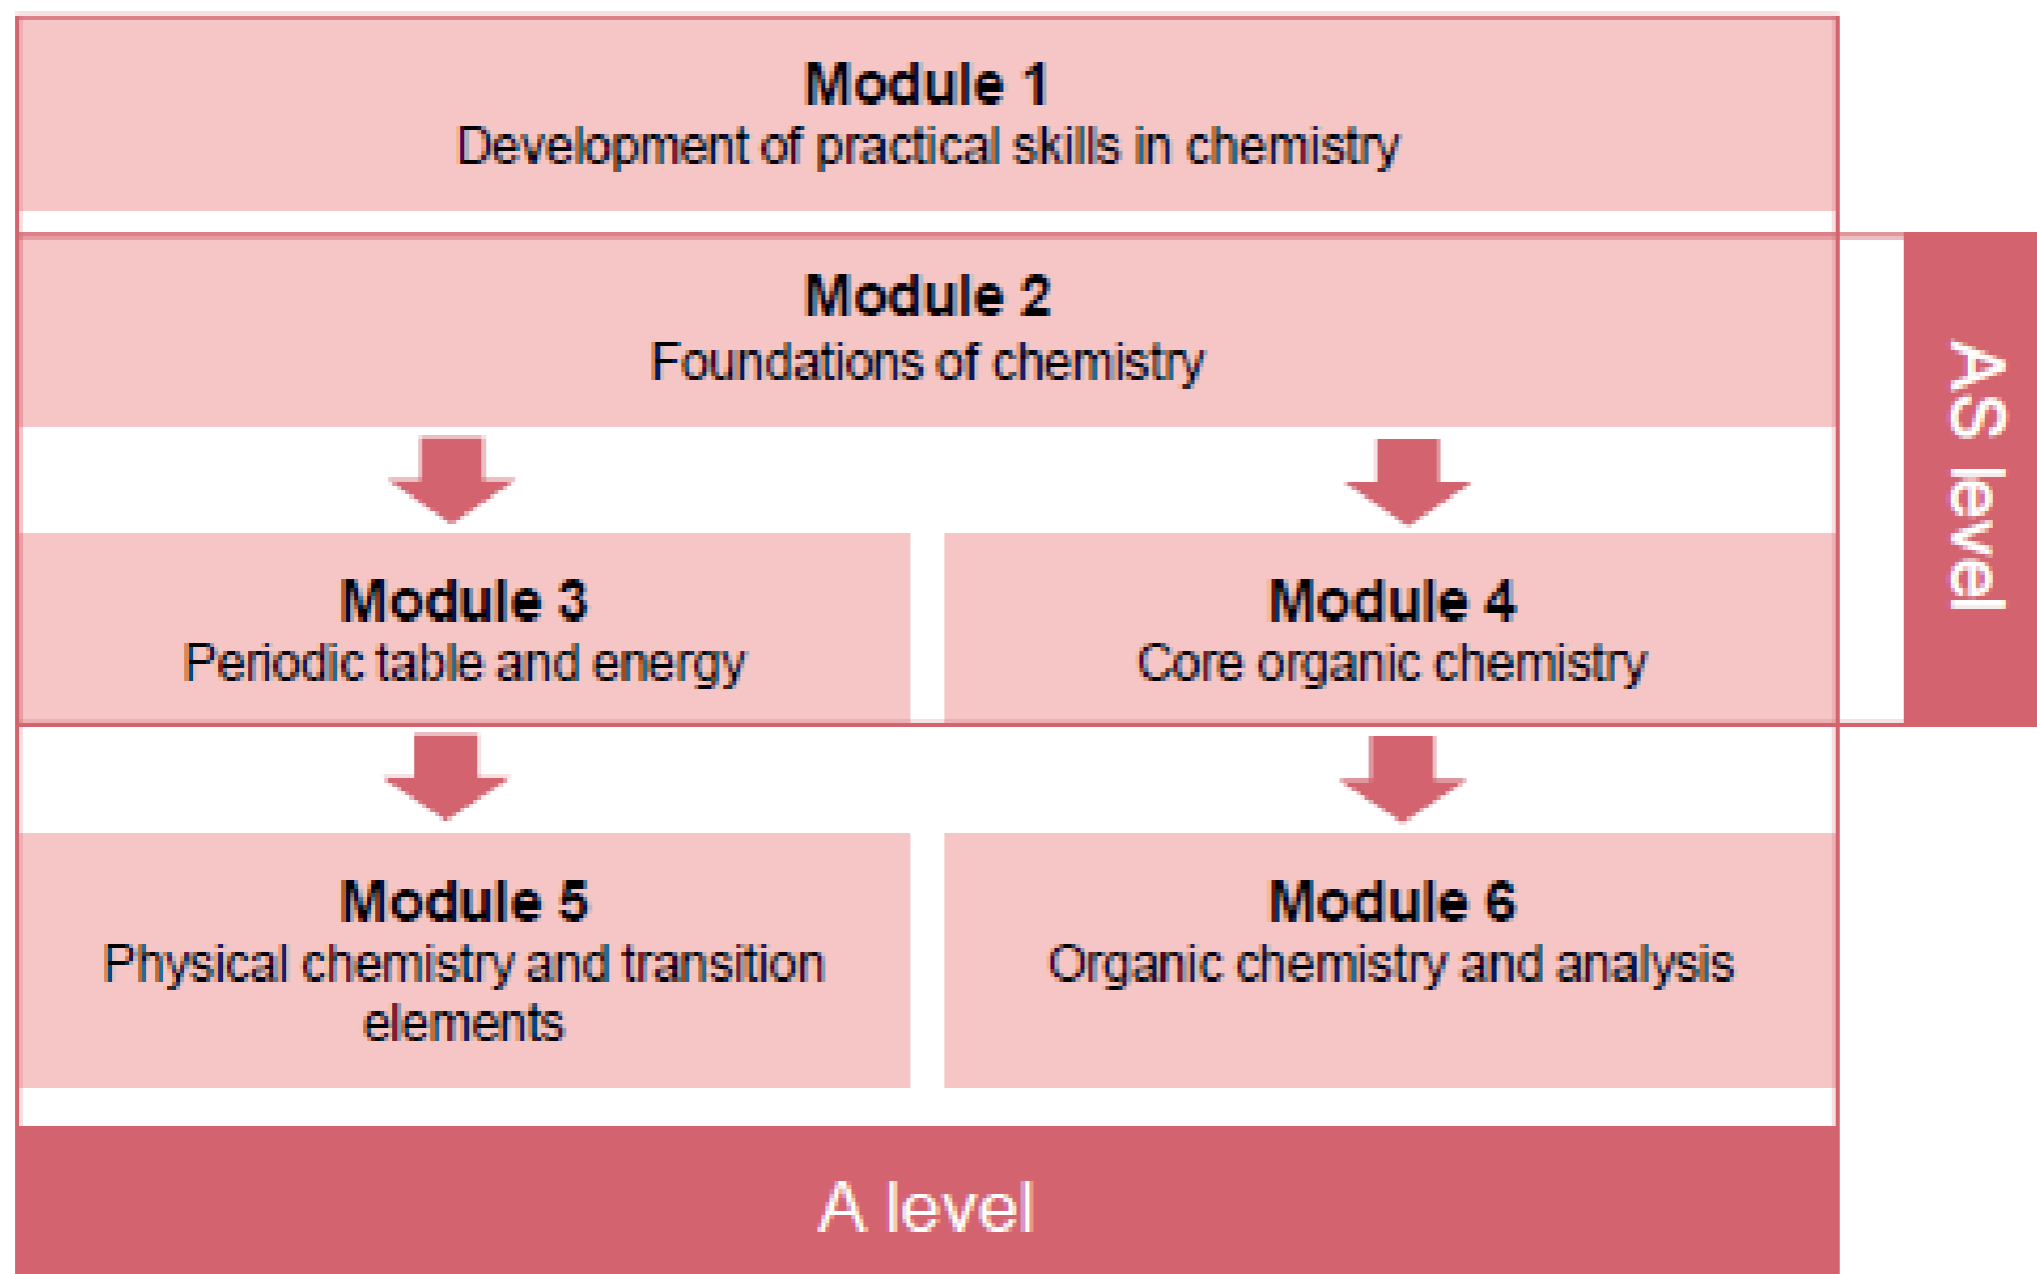 Module 1
Development of practical skills in chemistry
Module 2
Foundations of chemistry
AS level
Module 3
Periodic table and energy
Module 4
Core organic chemistry
Module 5
Physical chemistry and transition
elements
Module 6
Organic chemistry and analysis
A level